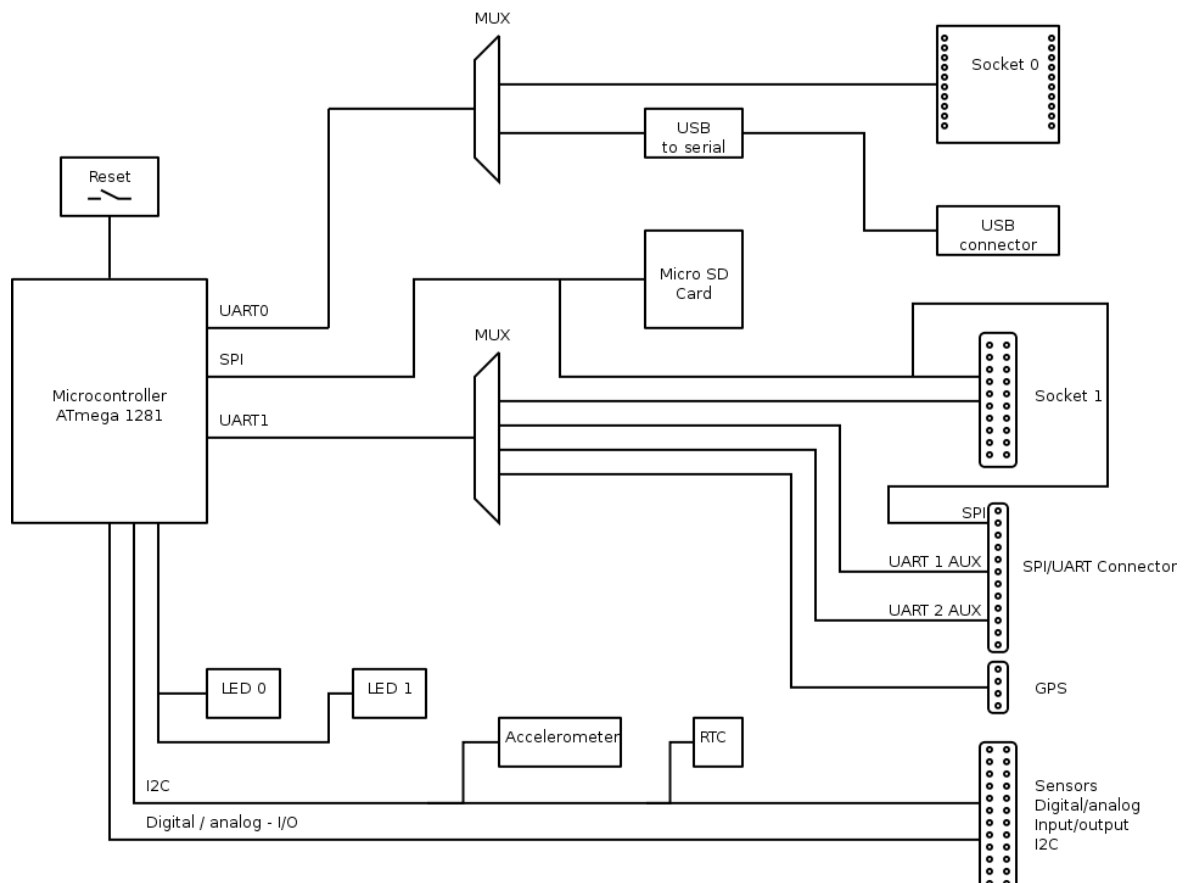 MUX
Socket 0
USB
to serial
Reset
USB
connector
Micro SD
Card
UART0
MUX
SPI
Microcontroller
ATmega 1281
Socket 1
UART1
SPI
UART 1 AUX
SPI/UART Connector
UART 2 AUX
LED 0
LED 1
GPS
Accelerometer
RTC
I2C
Sensors
Digital/analog
Input/output
I2C
Digital / analog - I/O